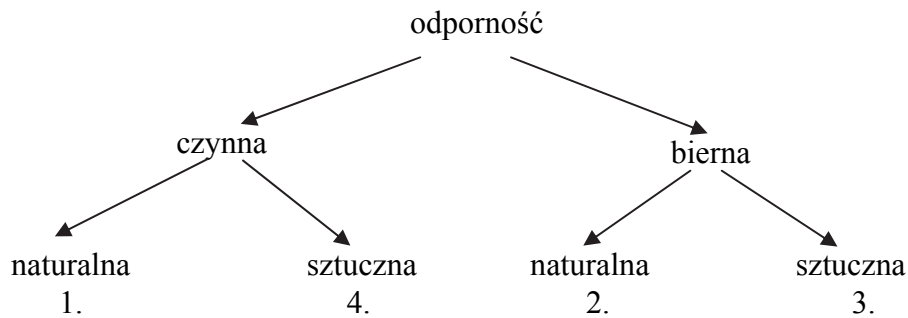 odporność
czynna
bierna
naturalna sztuczna naturalna sztuczna
1. 4. 2. 3.